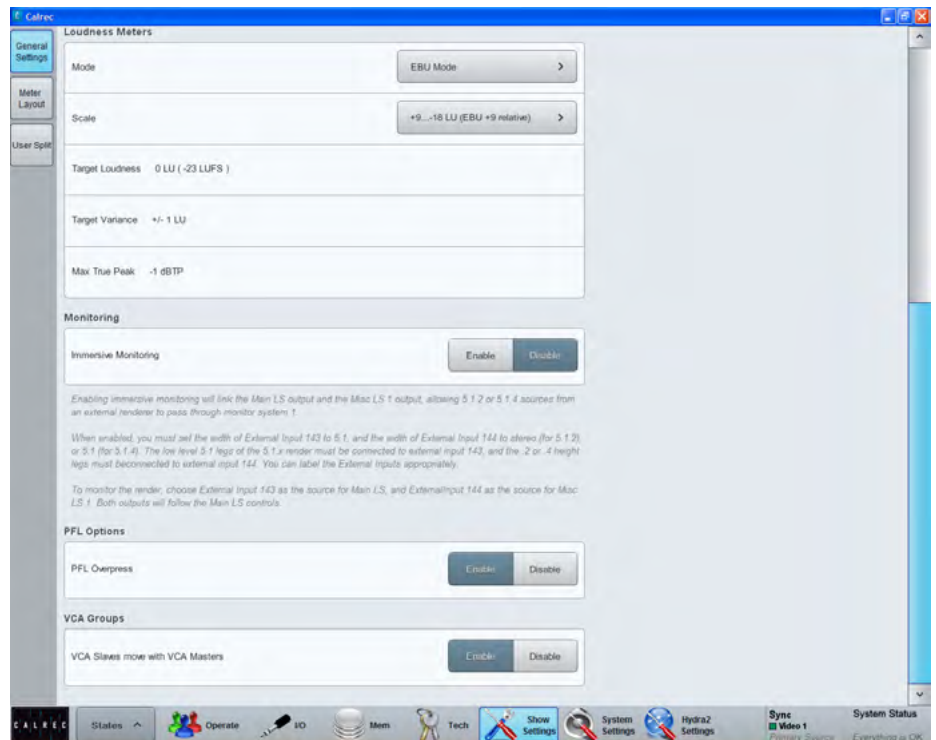 Calrec
General
Settings
Meter
Layout
User Split
Loudness Meters
Mode
EBU Mode
Scale
+9...-18 LU (EBU +9 relative)
Target Loudness 0 LU ( -23 LUFS )
Target Variance +/- 1 LU
Max True Peak -1 dBTP
Monitoring
Immersive Monitoring
Enable
Disable
Enabling immersive monitoring will link the Main LS output and the Misc LS 1 output, allowing 5.1.2 or 5.1.4 sources from
an external renderer to pass through monitor system 1.
When enabled, you must set the width of External Input 143 to 5.1, and the width of External Input 144 to stereo (for 5.1.2)
or 5.1 (for 5.1.4). The low level 5.1 legs of the 5.1.x render must be connected to external input 143, and the .2 or .4 height
legs must beconnected to external input 144. You can label the External Inputs appropriately.
To monitor the render, choose External Input 143 as the source for Main LS, and ExternalInput 144 as the source for Misc
LS 1. Both outputs will follow the Main LS controls.
PFL Options
PFL Overpress
Enable
Disable
VCA Groups
VCA Slaves move with VCA Masters
Enable
Disable
CALREC
States
Operate
I/O
Mem
Tech
Show
Settings
System
Settings
Hydra2
Settings
Sync
Video 1
Primary Source
System Status
Everything is OK